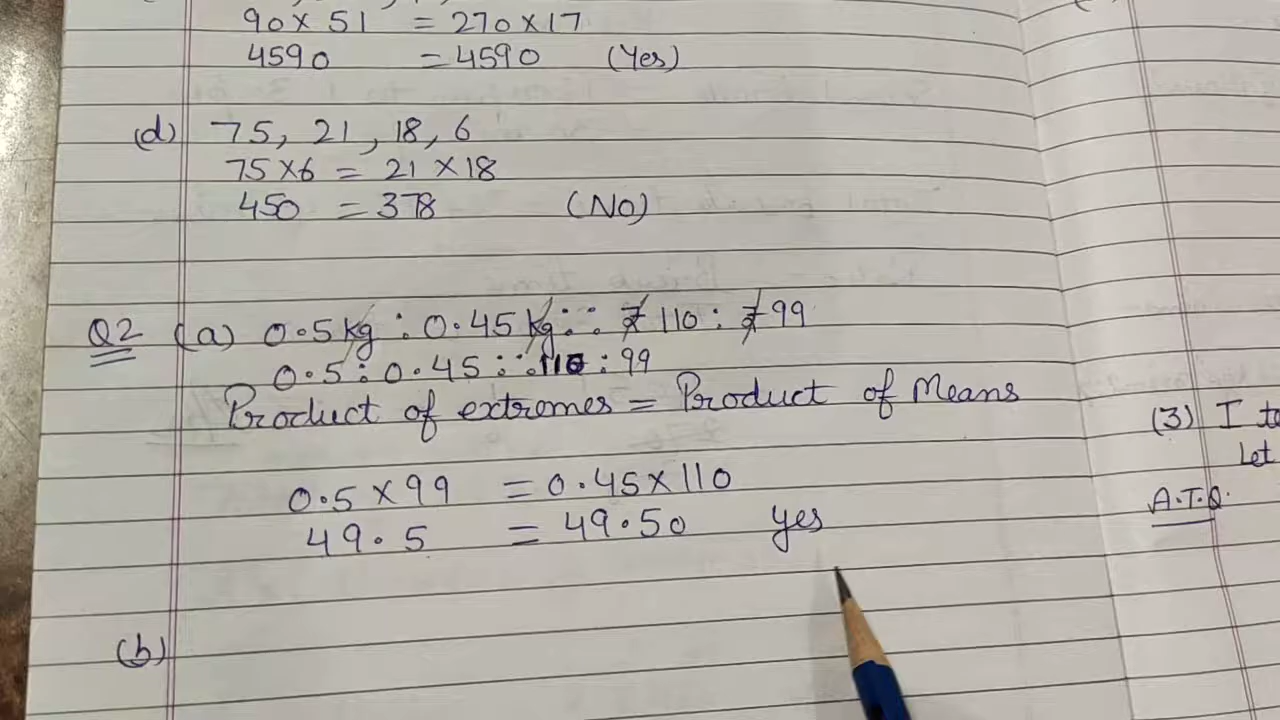 90 × 51 = 270 × 17
4590 = 4590 (Yes)
(d) 75, 21, 18, 6
75 × 6 = 21 × 18
450 = 378 (No)
Q2 (a) 0.5 kg : 0.45 kg :: ₹ 110 : ₹ 99
0.5 : 0.45 :: 110 : 99
Product of extremes = Product of Means
0.5 × 99 = 0.45 × 110
49.5 = 49.50 yes
(b)
(3) I
Let
A.T.Q.